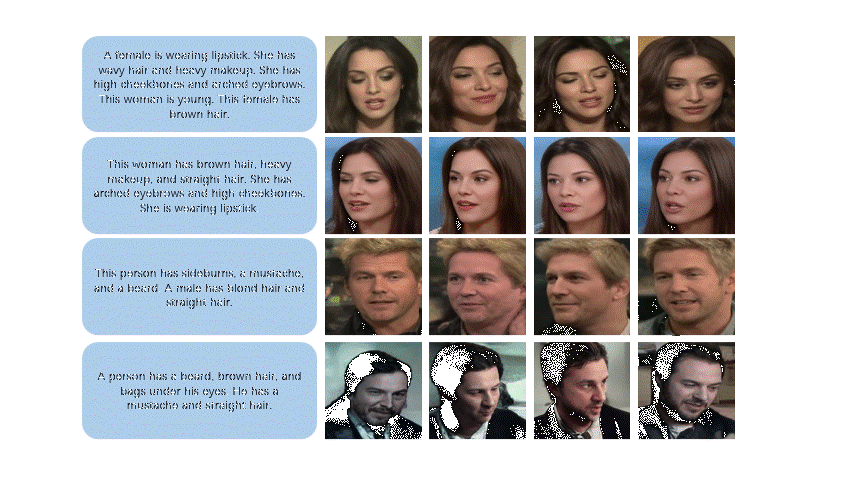 A female is wearing lipstick. She has
wavy hair and heavy makeup. She has
high cheekbones and arched eyebrows.
This woman is young. This female has
brown hair.
This woman has brown hair, heavy
makeup, and straight hair. She has
arched eyebrows and high cheekbones.
She is wearing lipstick.
This person has sideburns, a mustache,
and a beard. A male has blond hair and
straight hair.
A person has a beard, brown hair, and
bags under his eyes. He has a
mustache and straight hair.